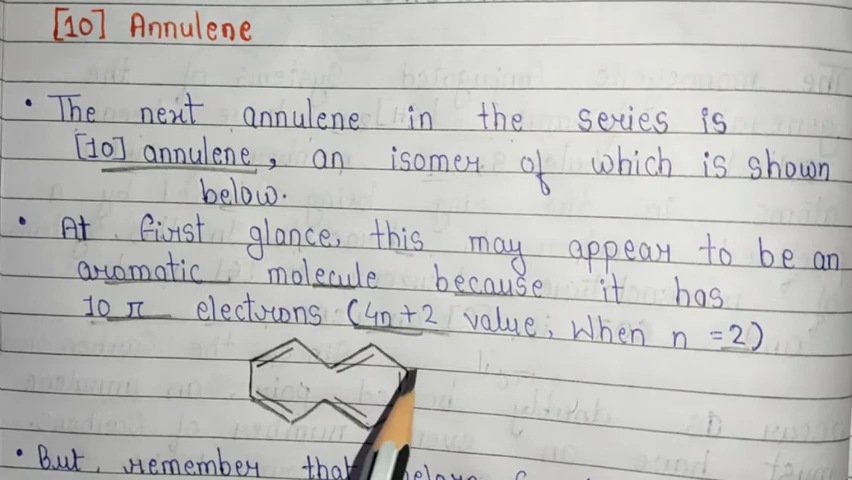 [10] Annulene
• The next annulene in the series is
[10] annulene, an isomer of which is shown
below.
• At first glance, this may appear to be an
aromatic molecule because it has
10 π electrons (4n+2 value, when n = 2)
• But, remember that